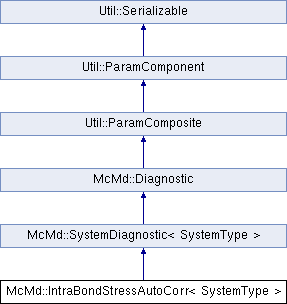 Util::Serializable
Util::ParamComponent
Util::ParamComposite
McMd::Diagnostic
McMd::SystemDiagnostic< SystemType >
McMd::IntraBondStressAutoCorr< SystemType >